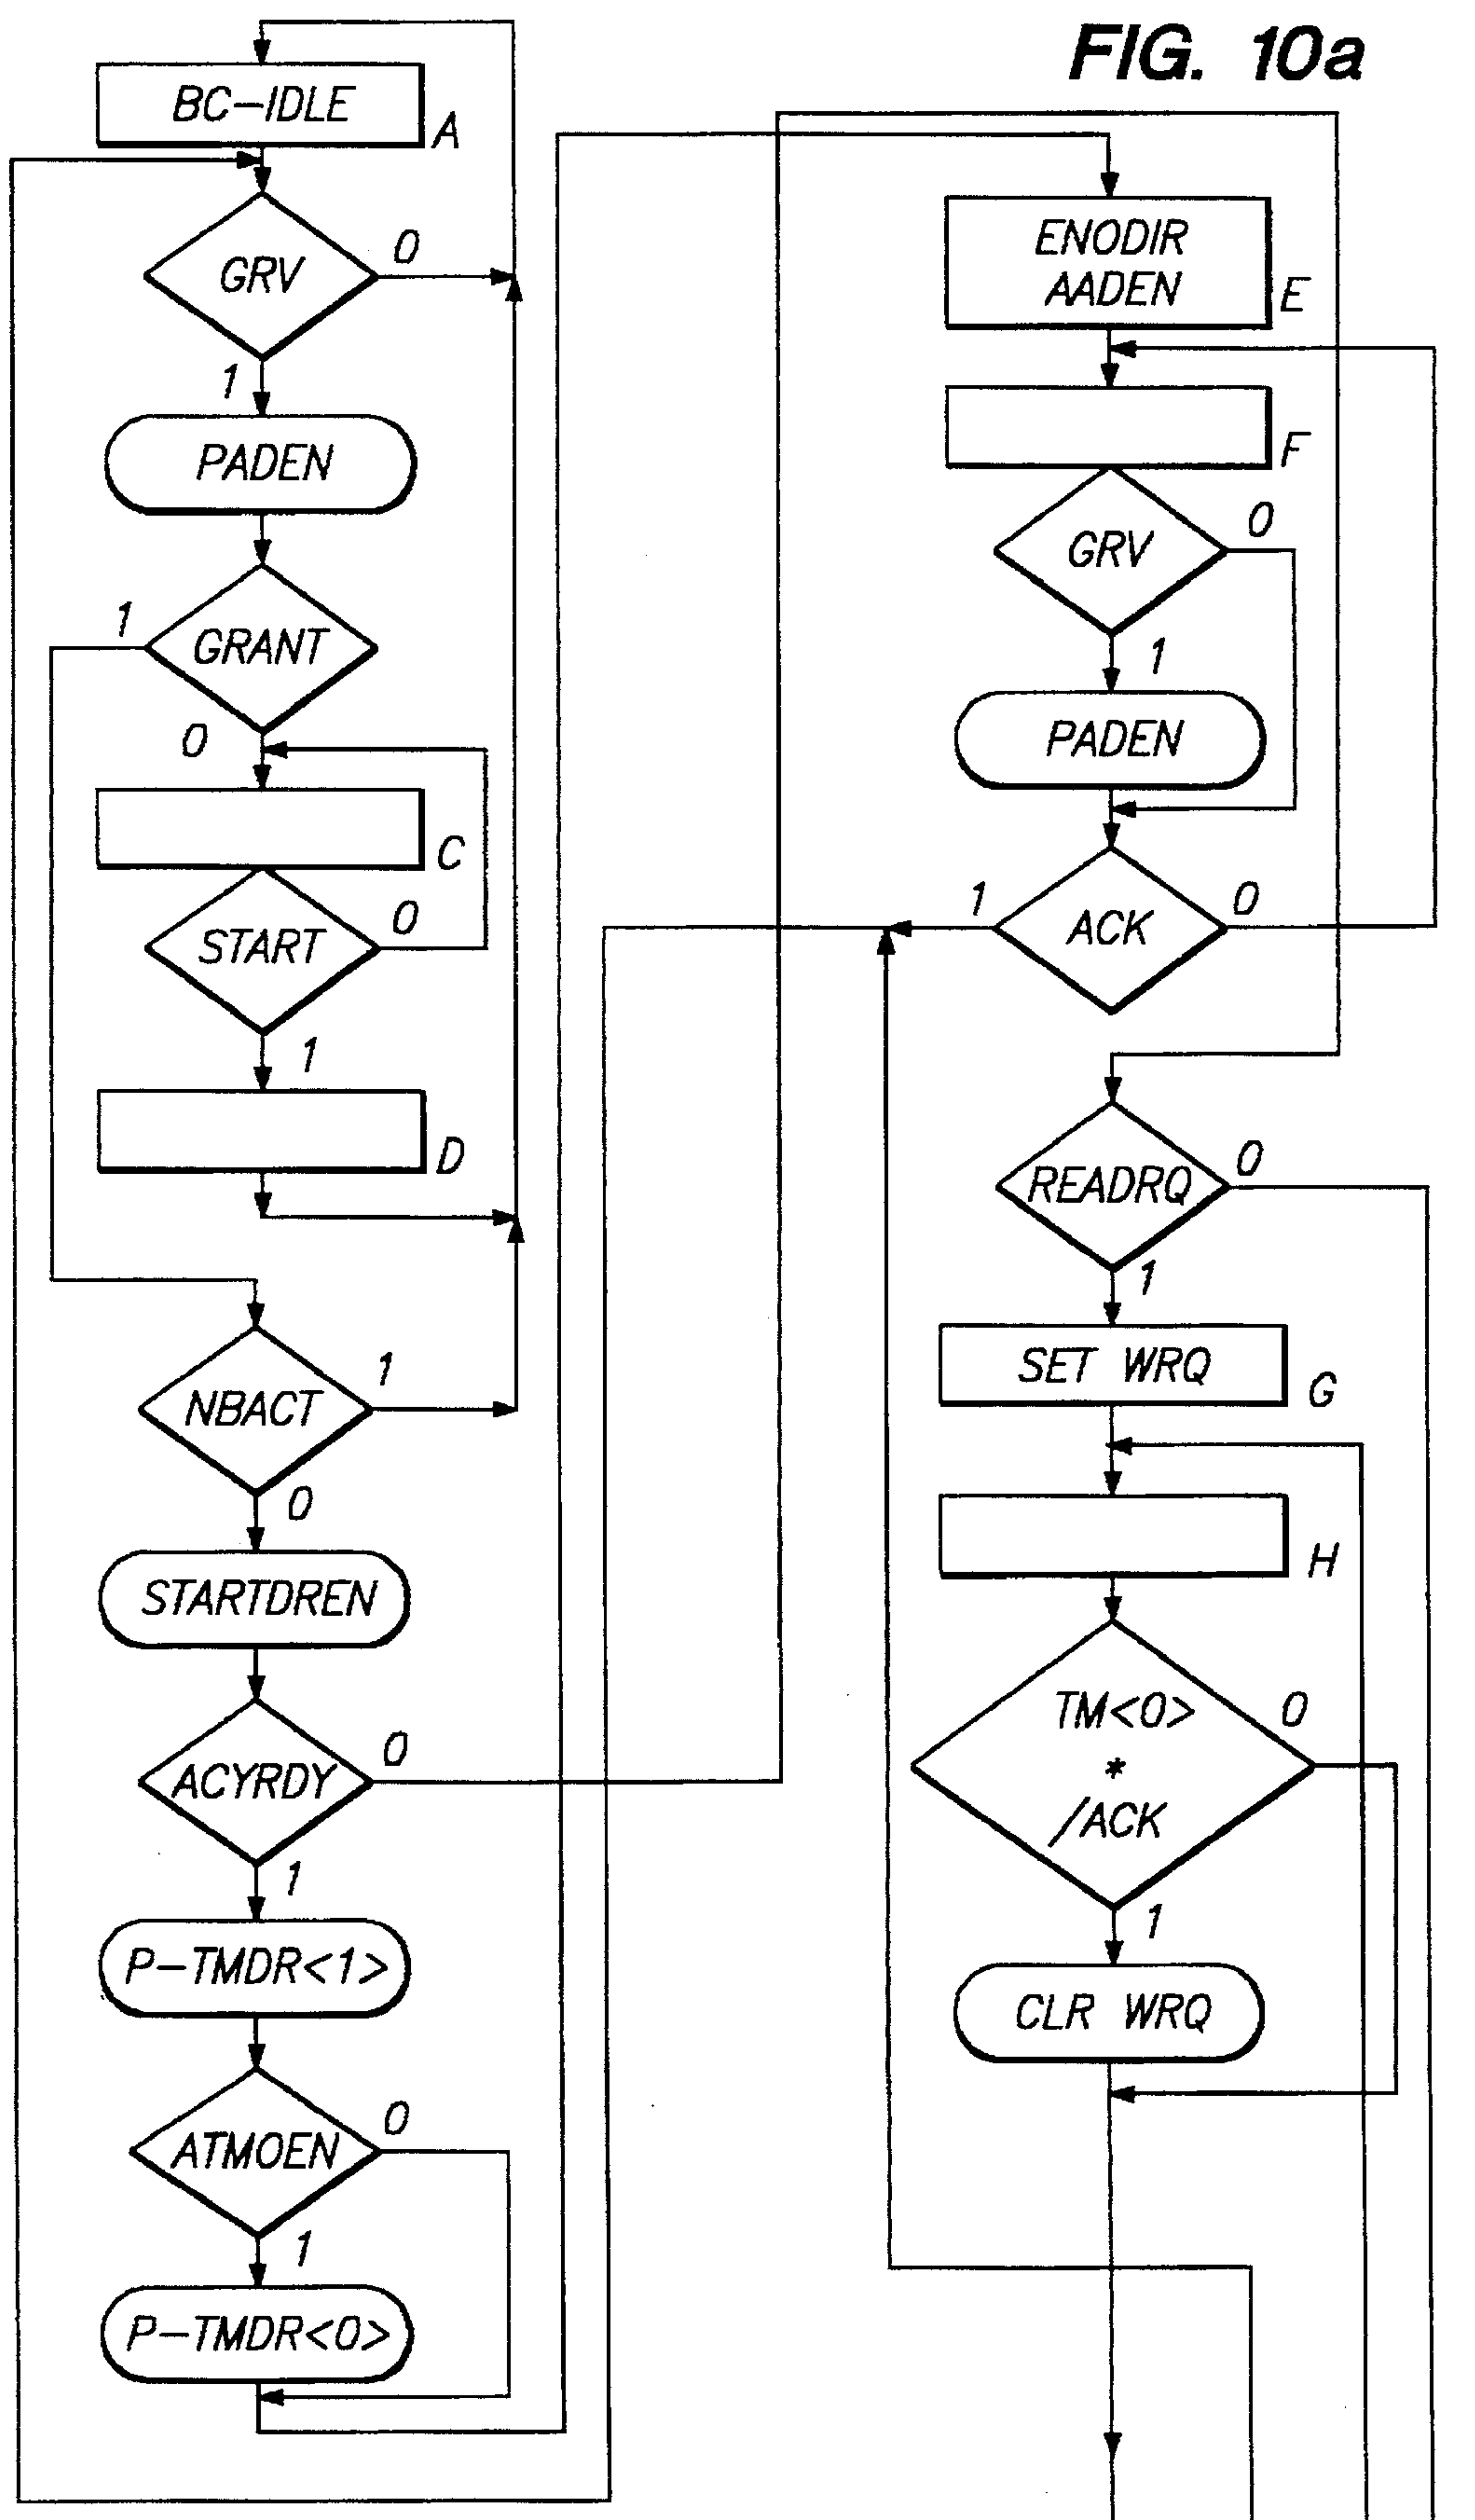 FIG. 10a
BC-IDLE
A
GRV
0
1
PADEN
GRANT
1
0
C
START
0
1
D
NBACT
1
0
STARTDREN
ACYRDY
0
1
P-TMDR<1>
ATMOEN
0
1
P-TMDR<0>
ENODIR
AADEN
E
F
GRV
0
1
PADEN
ACK
1
0
READRQ
0
1
SET WRQ
G
H
TM<0>
*
/ACK
0
1
CLR WRQ